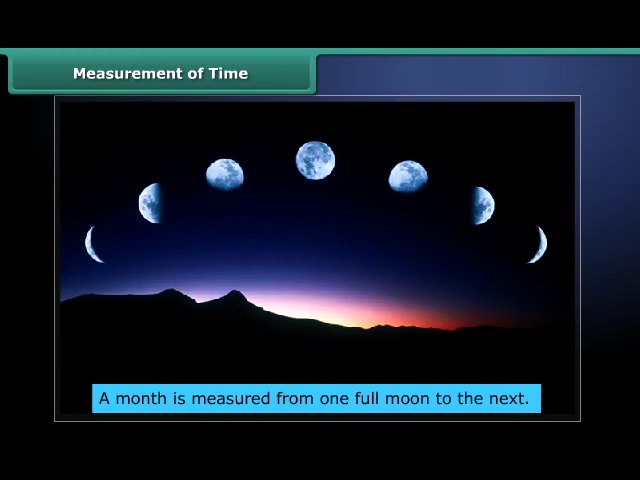 Measurement of Time
A month is measured from one full moon to the next.